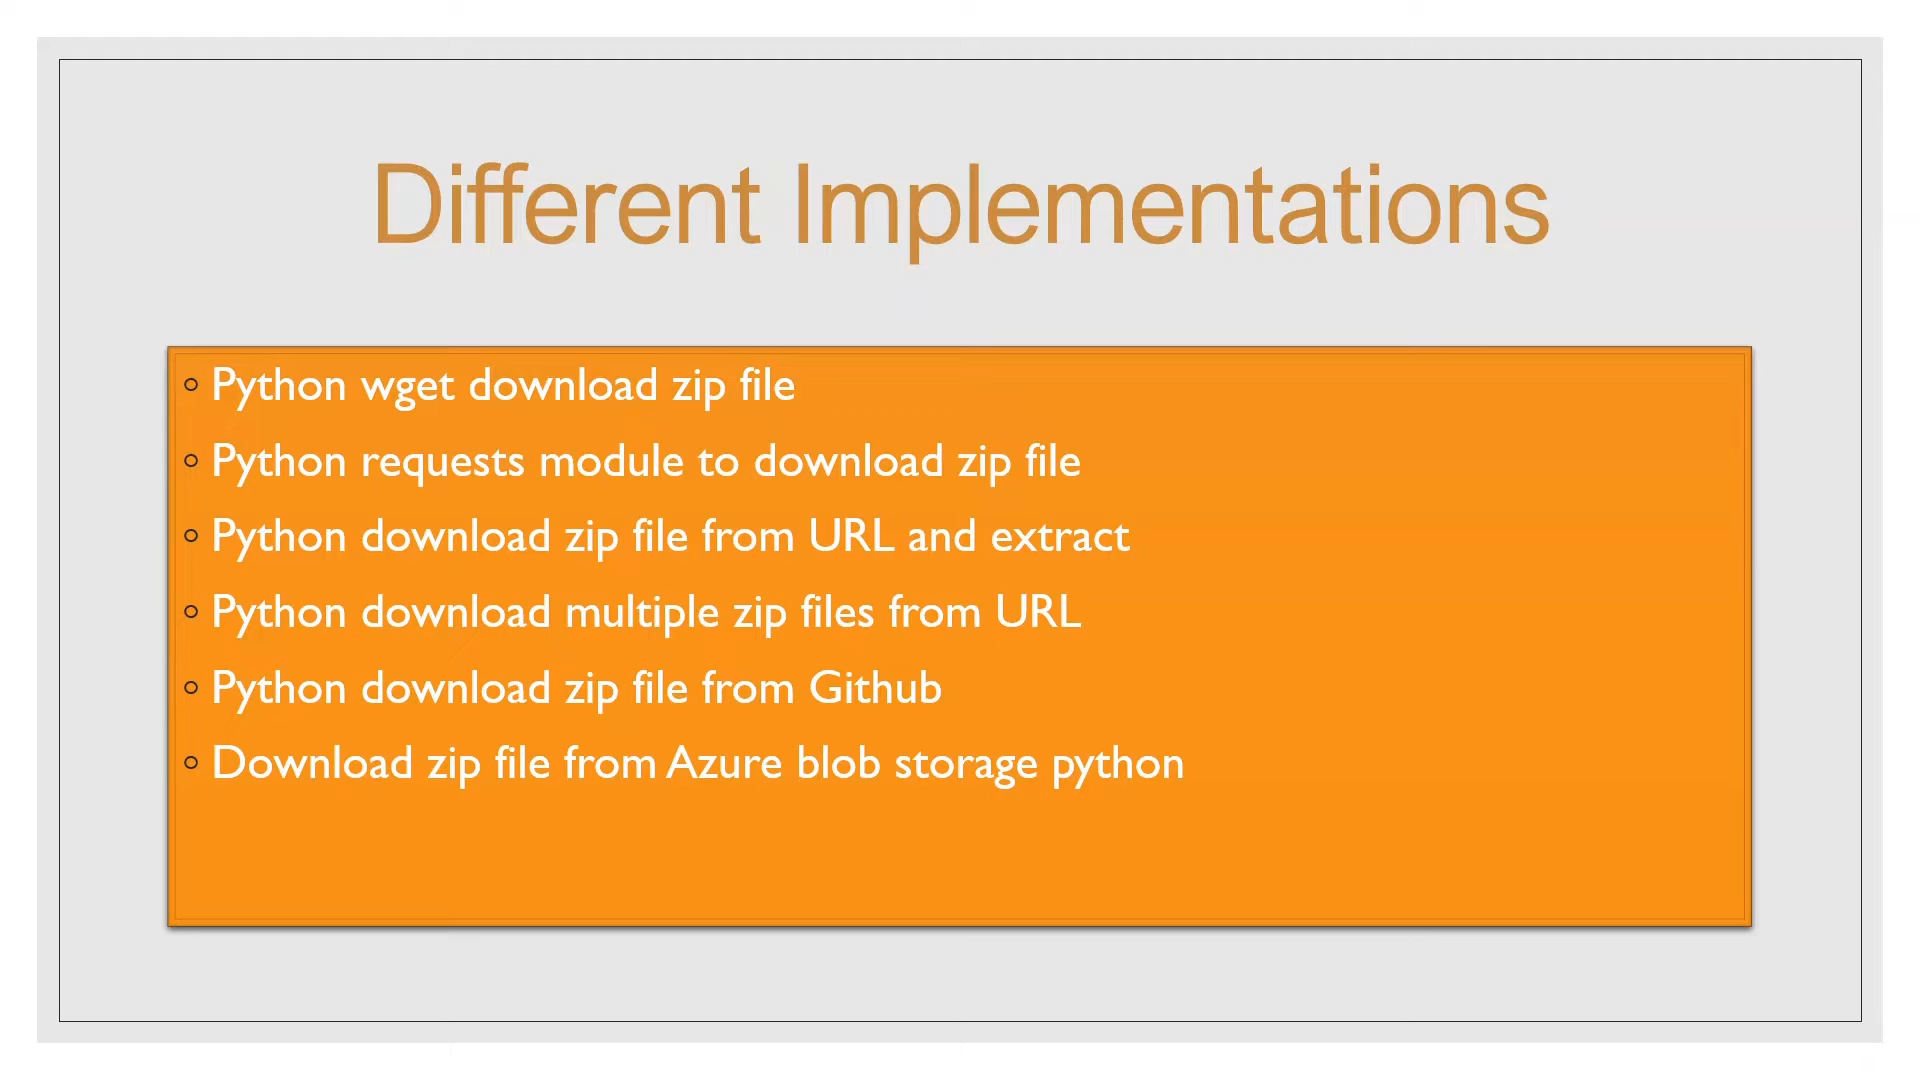 Different Implementations
Python wget download zip file
Python requests module to download zip file
Python download zip file from URL and extract
Python download multiple zip files from URL
Python download zip file from Github
Download zip file from Azure blob storage python